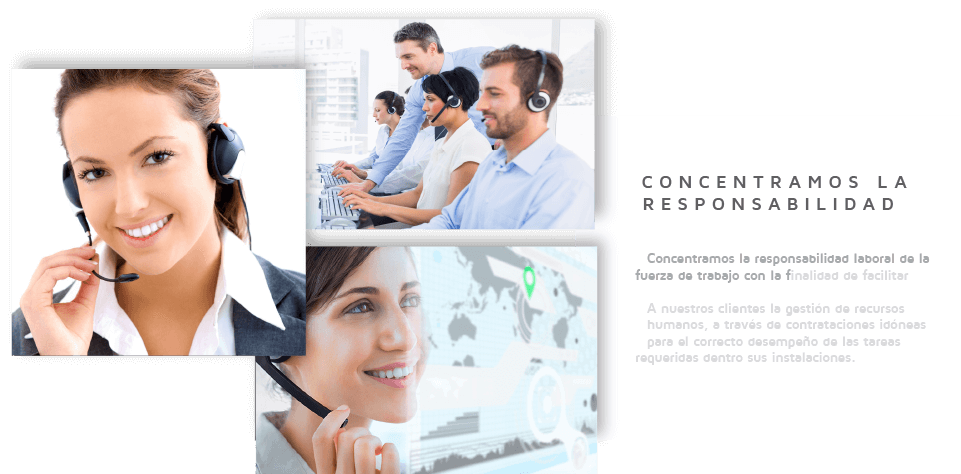 CONCENTRAMOS LA
RESPONSABILIDAD
Concentramos la responsabilidad laboral de la
fuerza de trabajo con la finalidad de facilitar
A nuestros clientes la gestión de recursos
humanos, a través de contrataciones idóneas
para el correcto desempeño de las tareas
requeridas dentro sus instalaciones.